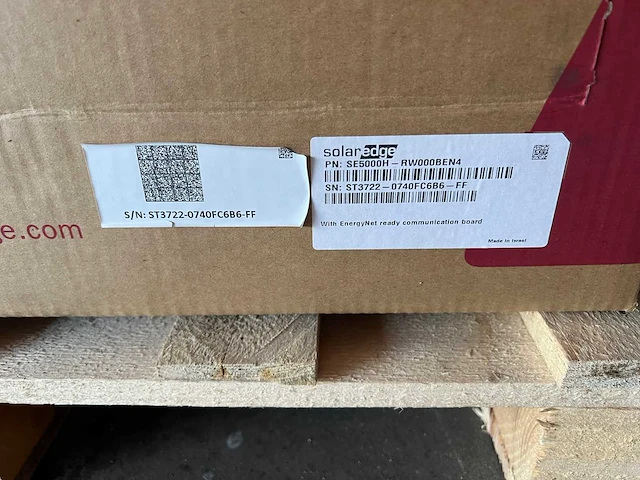 S/N: ST3722-0740FC6B6-FF
ge.com
solaredge
PN: SE5000H-RW000BEN4
SN: ST3722-0740FC6B6-FF
With EnergyNet ready communication board
Made in Israel